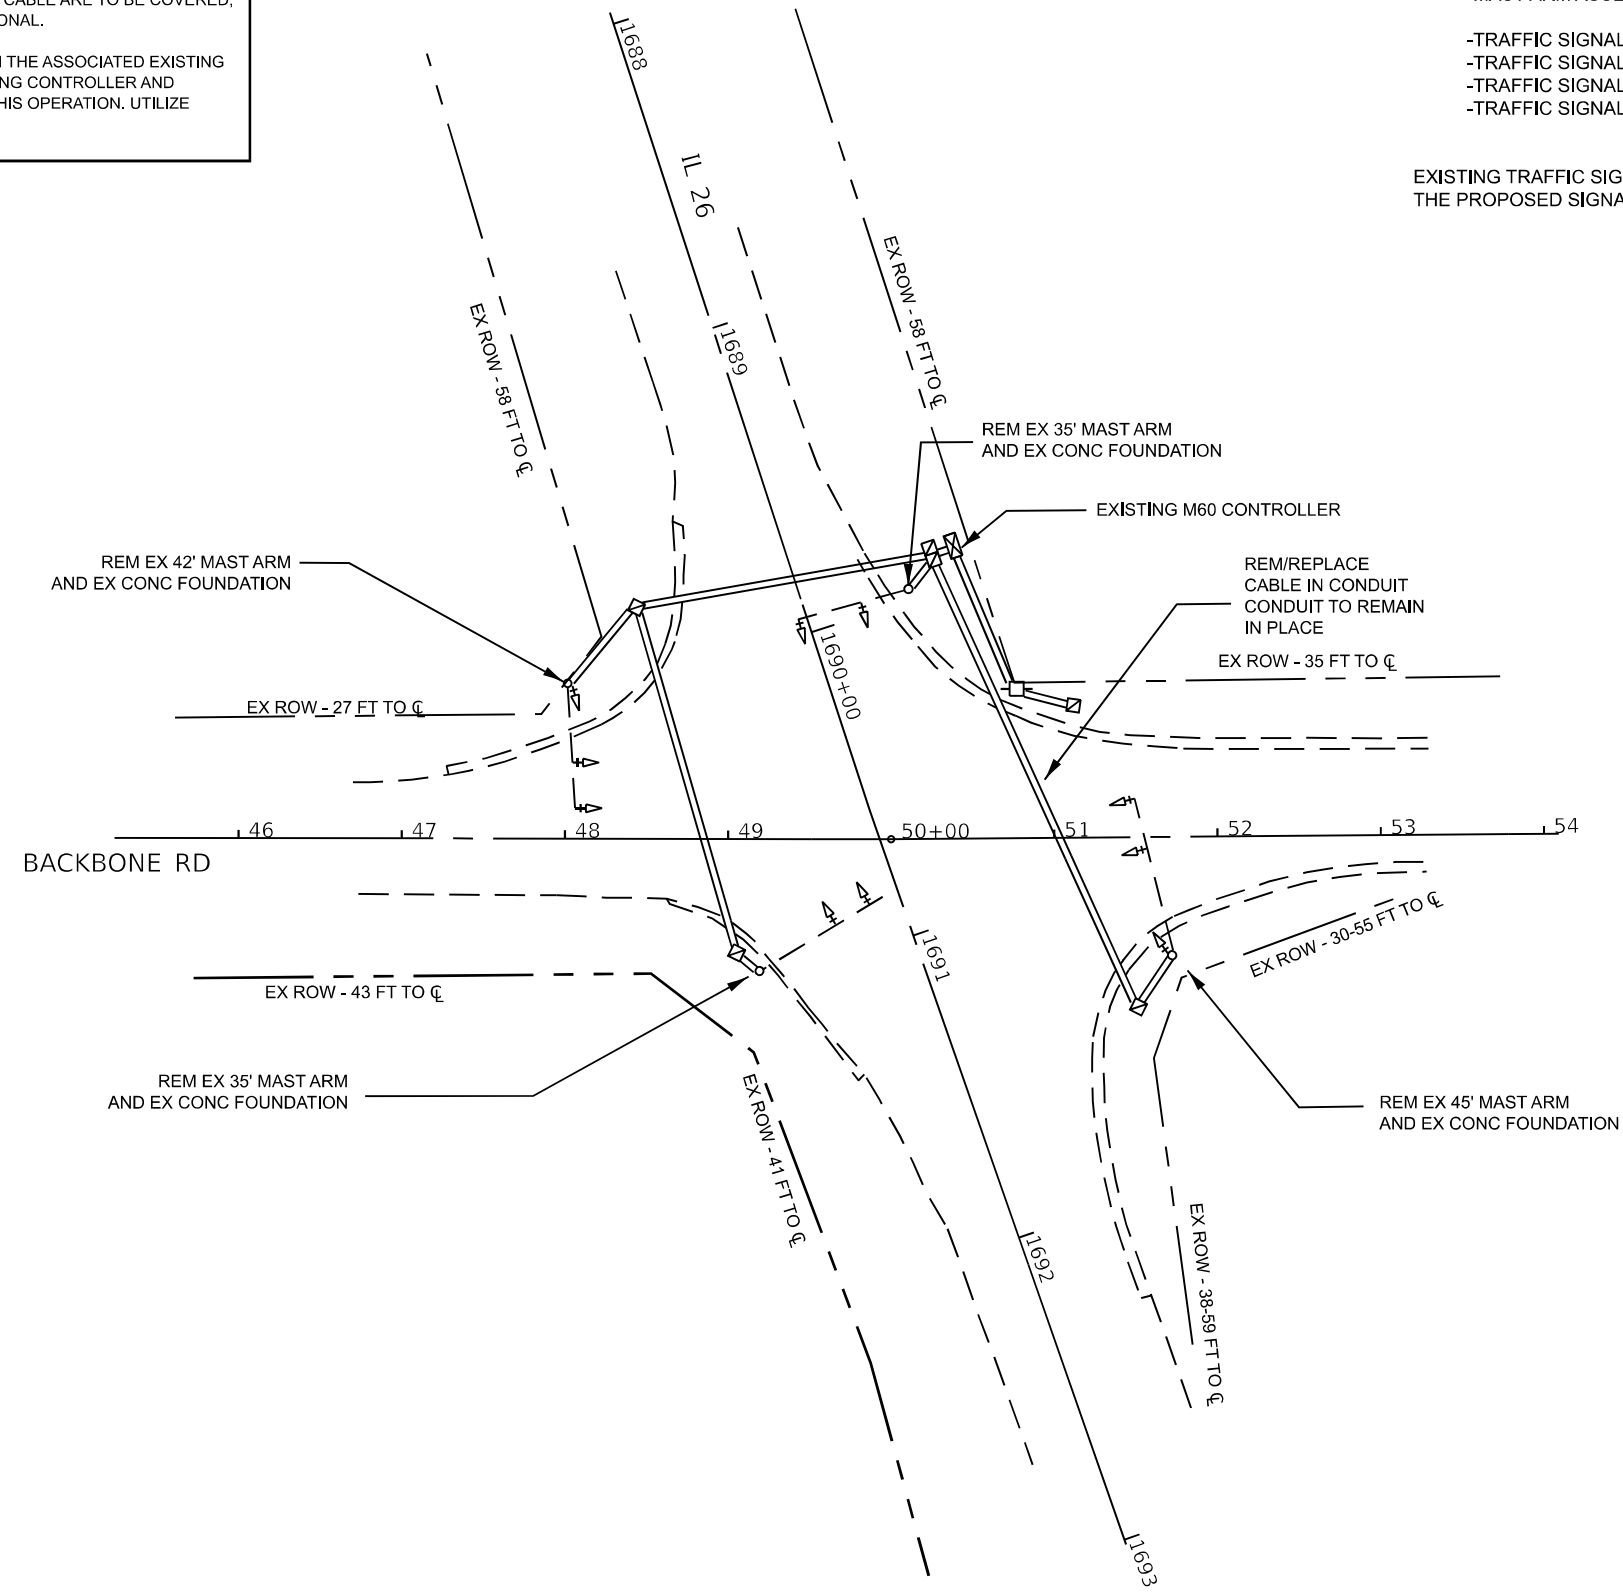 CABLE ARE TO BE COVERED,
ONAL.
THE ASSOCIATED EXISTING
NG CONTROLLER AND
HIS OPERATION. UTILIZE
-TRAFFIC SIGNAL
-TRAFFIC SIGNAL
-TRAFFIC SIGNAL
-TRAFFIC SIGNAL
EXISTING TRAFFIC SIG
THE PROPOSED SIGNA
1688
IL 26
EX ROW - 58 FT TO ℄
EX ROW - 58 FT TO ℄
1689
REM EX 35' MAST ARM
AND EX CONC FOUNDATION
EXISTING M60 CONTROLLER
REM EX 42' MAST ARM
AND EX CONC FOUNDATION
REM/REPLACE
CABLE IN CONDUIT
CONDUIT TO REMAIN
IN PLACE
1690+00
EX ROW - 35 FT TO ℄
EX ROW - 27 FT TO ℄
46
47
48
49
50+00
51
52
53
54
BACKBONE RD
1691
EX ROW - 30-55 FT TO ℄
EX ROW - 43 FT TO ℄
REM EX 35' MAST ARM
AND EX CONC FOUNDATION
EX ROW - 41 FT TO ℄
REM EX 45' MAST ARM
AND EX CONC FOUNDATION
1692
EX ROW - 38-59 FT TO ℄
1693